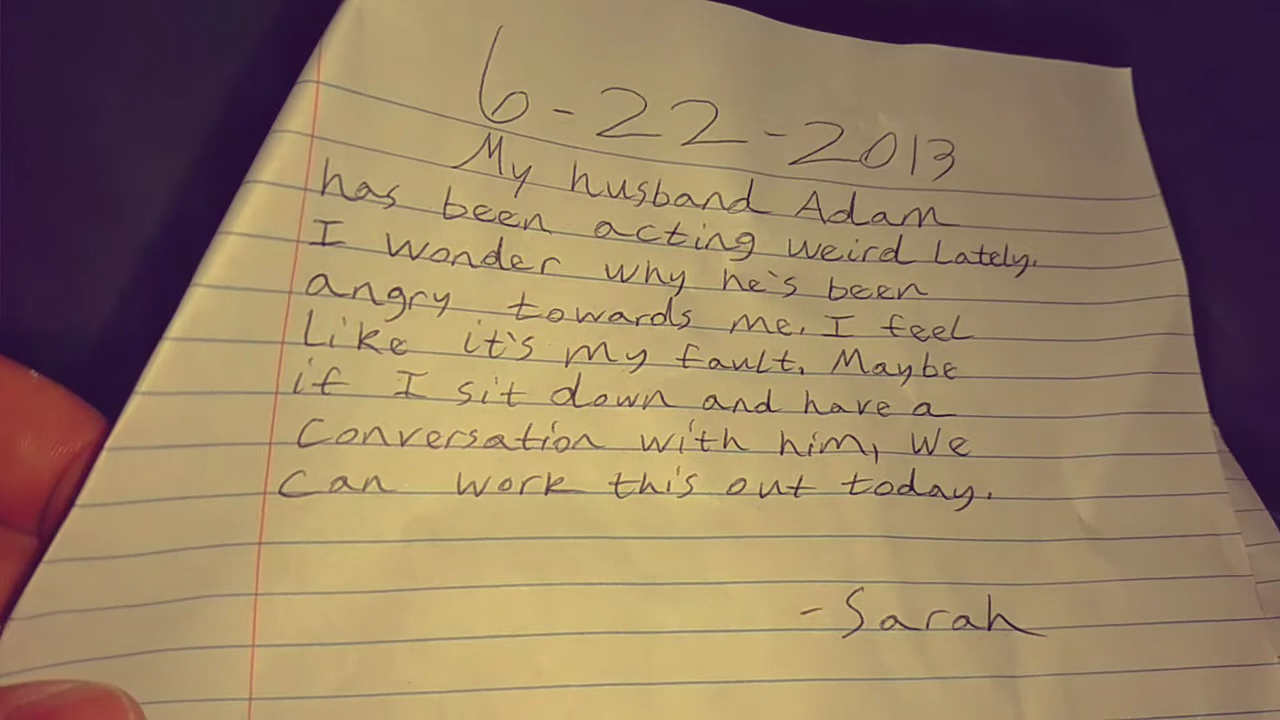 6-22-2013
My husband Adam
has been acting weird Lately.
I wonder why he's been
angry towards me. I feel
Like it's my fault. Maybe
if I sit down and have a
Conversation with him, we
can work this out today.
-Sarah